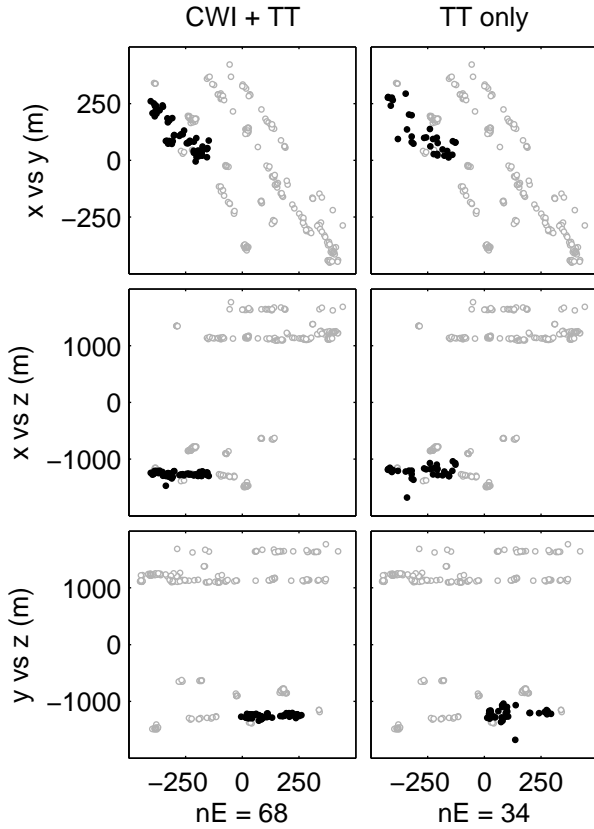 CWI + TT
TT only
x vs y (m)
250
0
−250
x vs z (m)
1000
0
−1000
y vs z (m)
1000
0
−1000
−250 0 250
−250 0 250
nE = 68
nE = 34